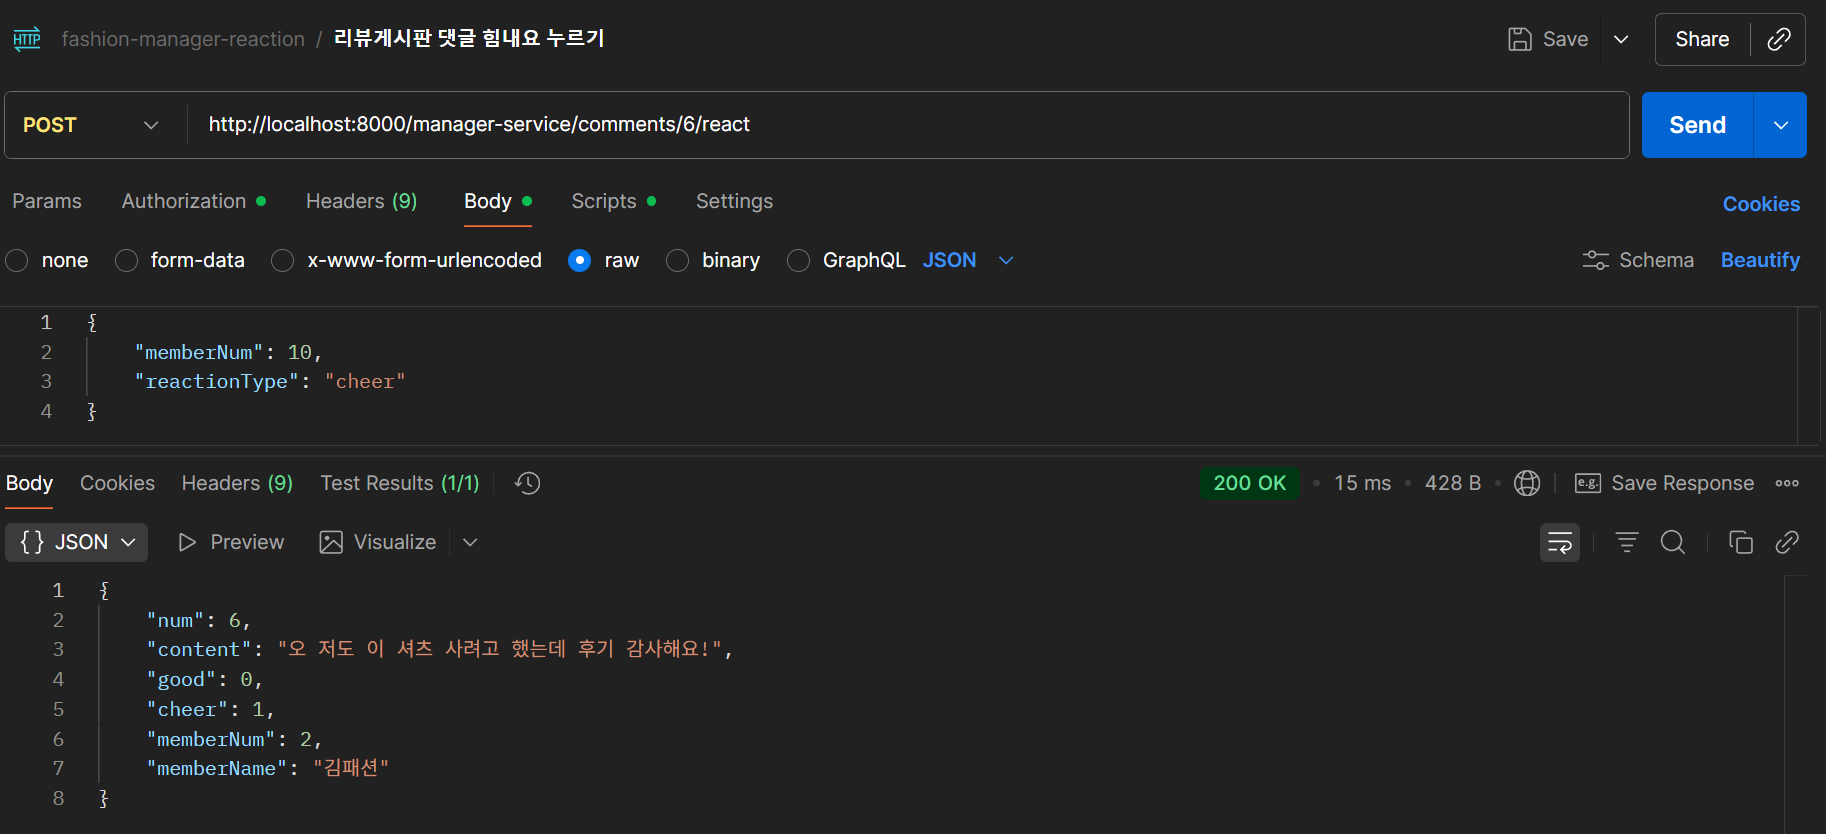 HTTP fashion-manager-reaction / 리뷰게시판 댓글 힘내요 누르기 Save Share
POST http://localhost:8000/manager-service/comments/6/react Send
Params Authorization Headers (9) Body Scripts Settings Cookies
none form-data x-www-form-urlencoded raw binary GraphQL JSON Schema Beautify
1 {
2 "memberNum": 10,
3 "reactionType": "cheer"
4 }
Body Cookies Headers (9) Test Results (1/1) 200 OK • 15 ms • 428 B • e.g. Save Response
{} JSON Preview Visualize
1 {
2 "num": 6,
3 "content": "오 저도 이 셔츠 사려고 했는데 후기 감사해요!",
4 "good": 0,
5 "cheer": 1,
6 "memberNum": 2,
7 "memberName": "김패션"
8 }